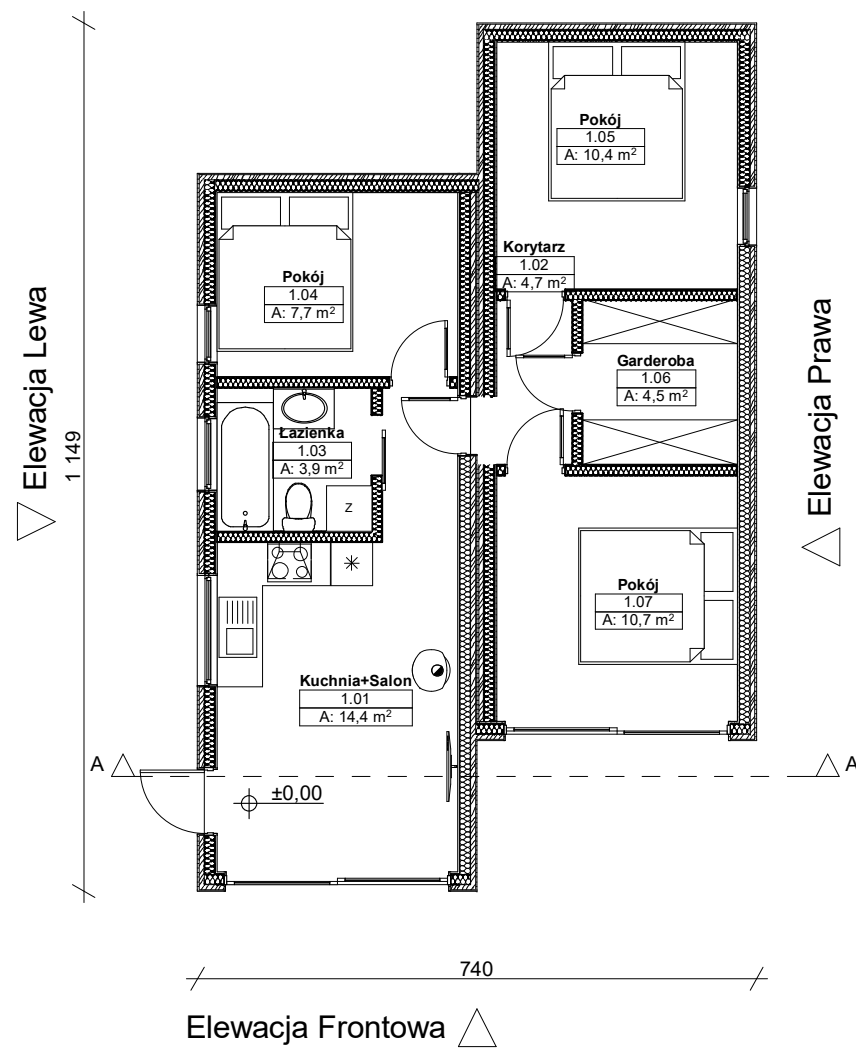 Pokój
1.05
A: 10,4 m²
Korytarz
1.02
A: 4,7 m²
Pokój
1.04
A: 7,7 m²
Garderoba
1.06
A: 4,5 m²
Łazienka
1.03
A: 3,9 m²
Z
Pokój
1.07
A: 10,7 m²
Kuchnia+Salon
1.01
A: 14,4 m²
±0,00
A
A
Elewacja Lewa
1 149
Elewacja Prawa
740
Elewacja Frontowa